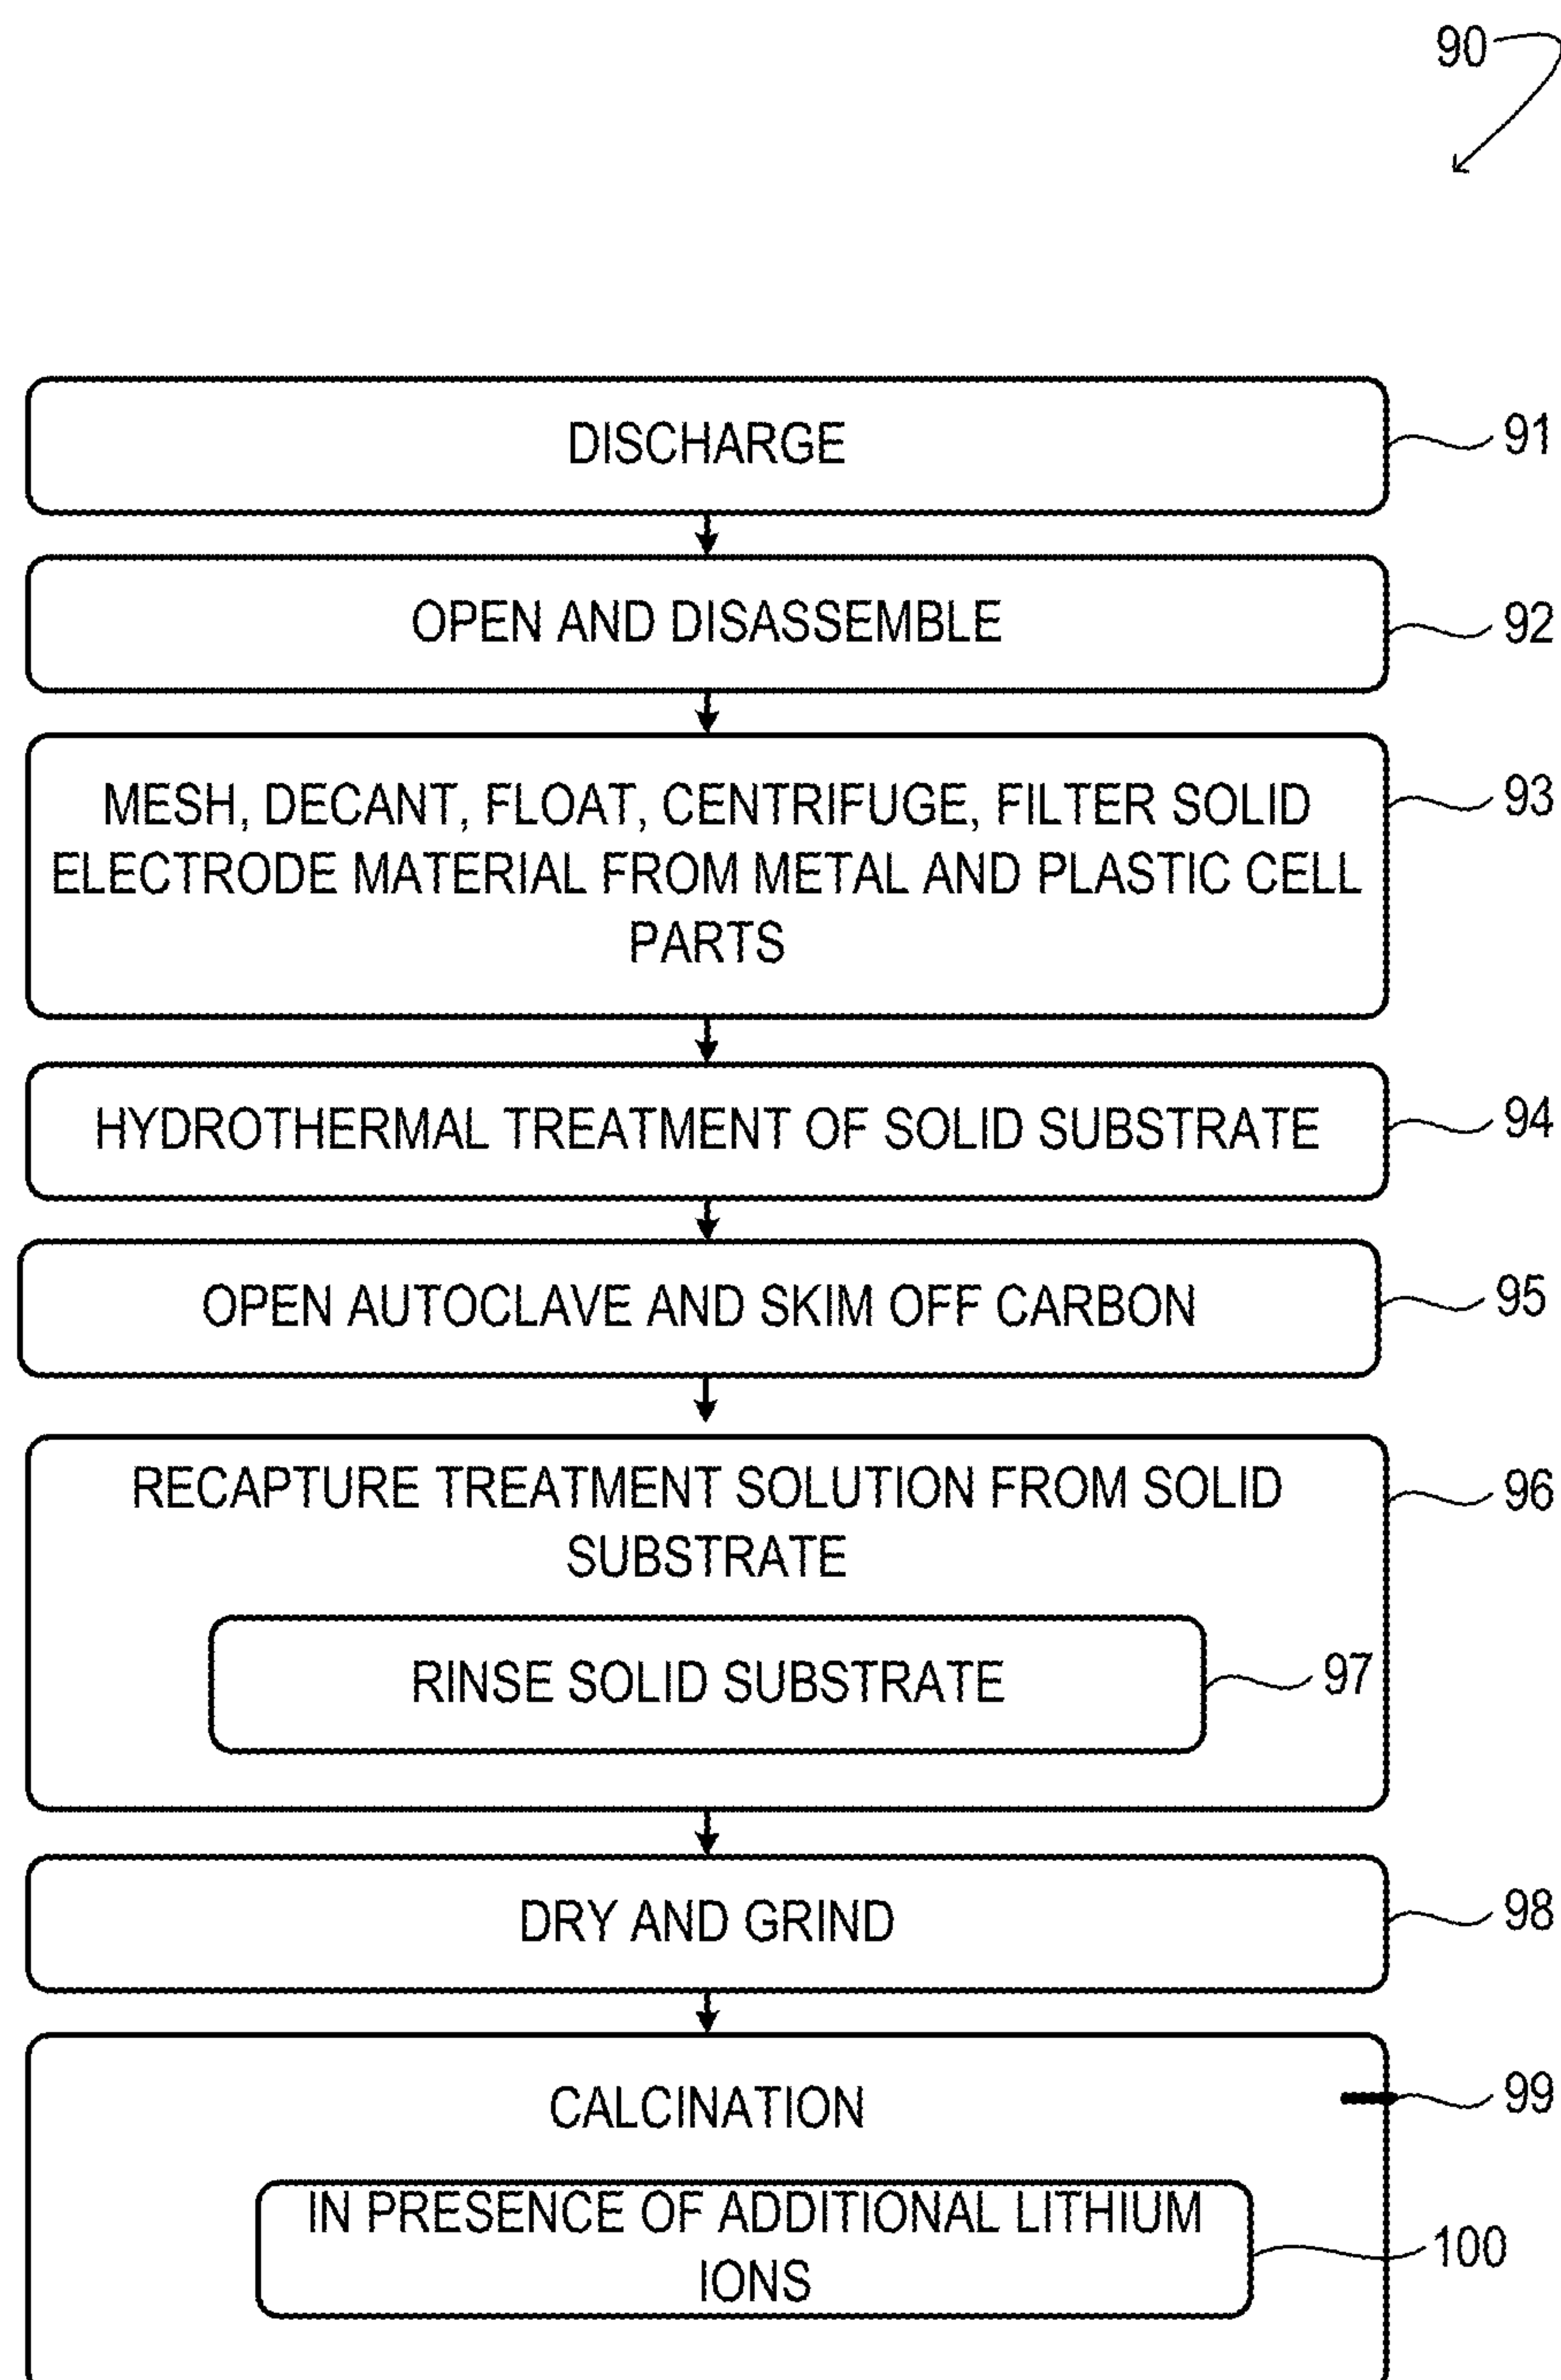 90
DISCHARGE
91
OPEN AND DISASSEMBLE
92
MESH, DECANT, FLOAT, CENTRIFUGE, FILTER SOLID
ELECTRODE MATERIAL FROM METAL AND PLASTIC CELL
PARTS
93
HYDROTHERMAL TREATMENT OF SOLID SUBSTRATE
94
OPEN AUTOCLAVE AND SKIM OFF CARBON
95
RECAPTURE TREATMENT SOLUTION FROM SOLID
SUBSTRATE
96
RINSE SOLID SUBSTRATE
97
DRY AND GRIND
98
CALCINATION
99
IN PRESENCE OF ADDITIONAL LITHIUM
IONS
100